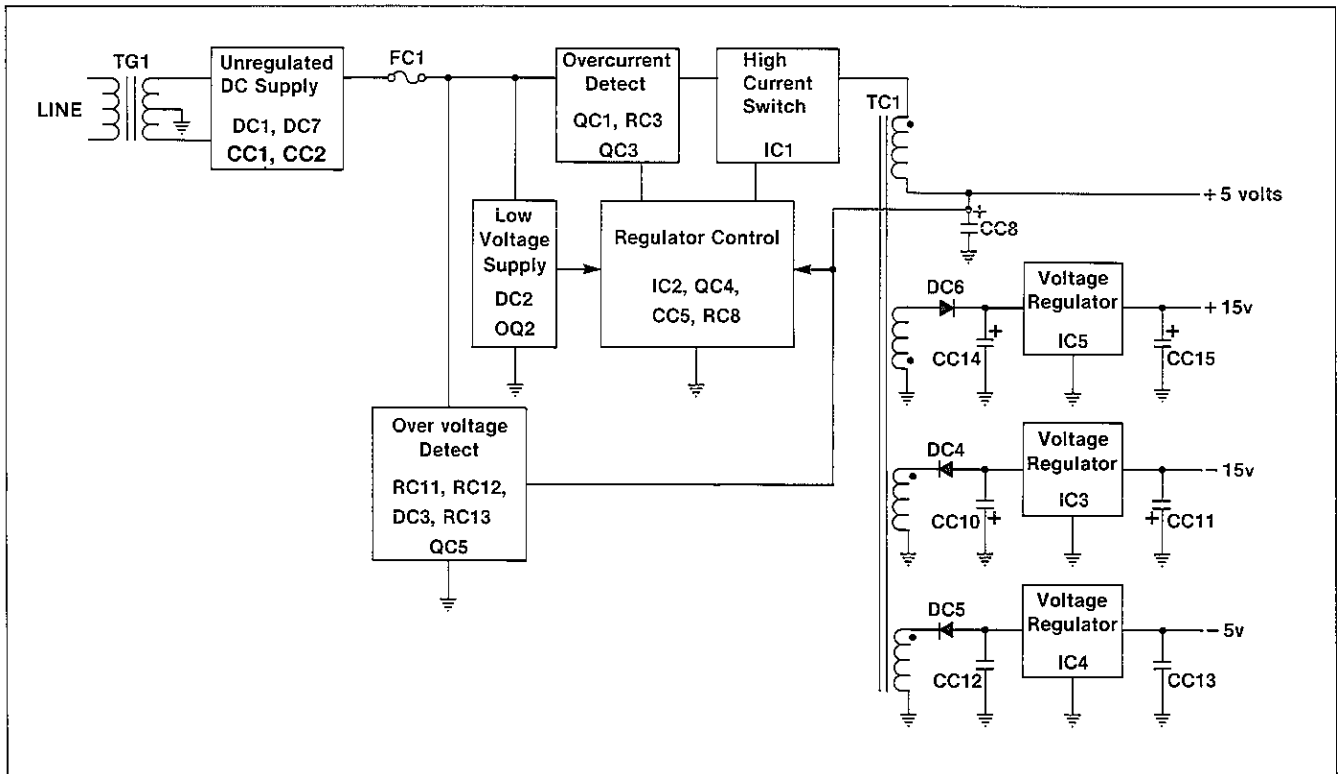 TG1
LINE
Unregulated
DC Supply
DC1, DC7
CC1, CC2
FC1
Overcurrent
Detect
QC1, RC3
QC3
High
Current
Switch
IC1
TC1
+ 5 volts
+
CC8
Low
Voltage
Supply
DC2
OQ2
Regulator Control
IC2, QC4,
CC5, RC8
Over voltage
Detect
RC11, RC12,
DC3, RC13
QC5
DC6
+
CC14
Voltage
Regulator
IC5
+
CC15
+ 15v
DC4
CC10
+
Voltage
Regulator
IC3
+
CC11
− 15v
DC5
CC12
Voltage
Regulator
IC4
CC13
− 5v